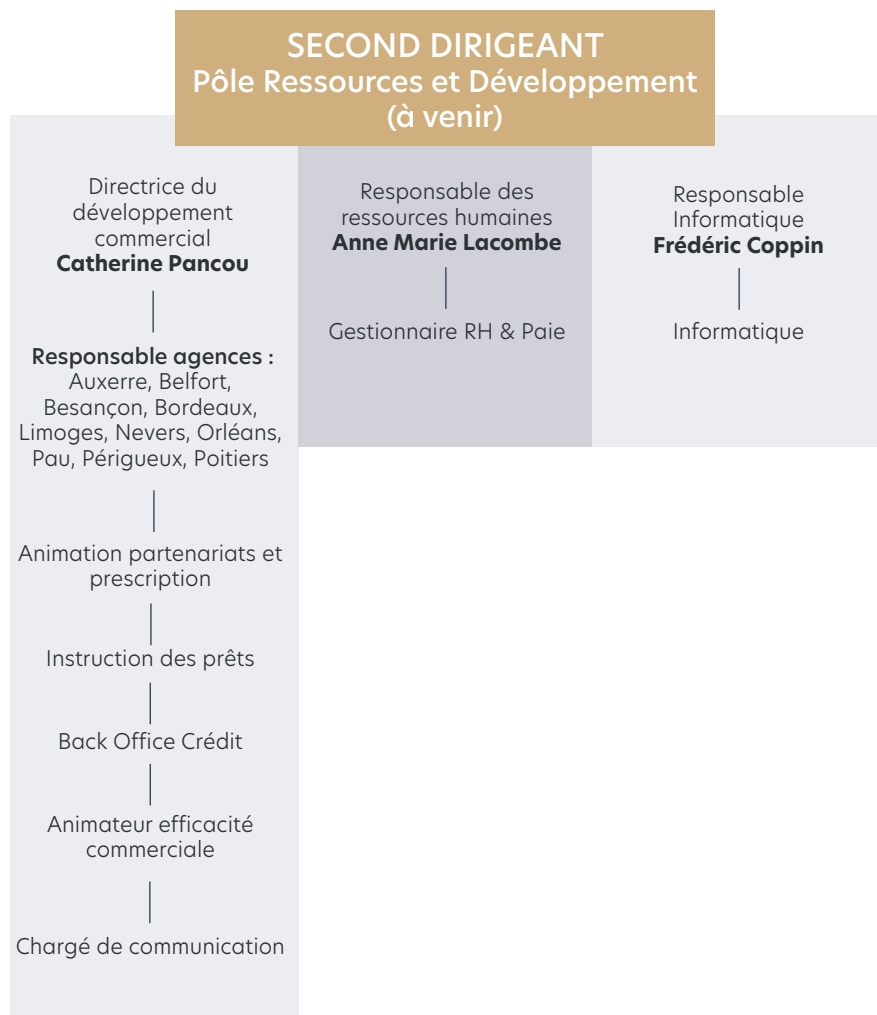 SECOND DIRIGEANT
Pôle Ressources et Développement
(à venir)
Directrice du
développement
commercial
Catherine Pancou
Responsable agences :
Auxerre, Belfort,
Besançon, Bordeaux,
Limoges, Nevers, Orléans,
Pau, Périgueux, Poitiers
Animation partenariats et
prescription
Instruction des prêts
Back Office Crédit
Animateur efficacité
commerciale
Chargé de communication
Responsable des
ressources humaines
Anne Marie Lacombe
Gestionnaire RH & Paie
Responsable
Informatique
Frédéric Coppin
Informatique